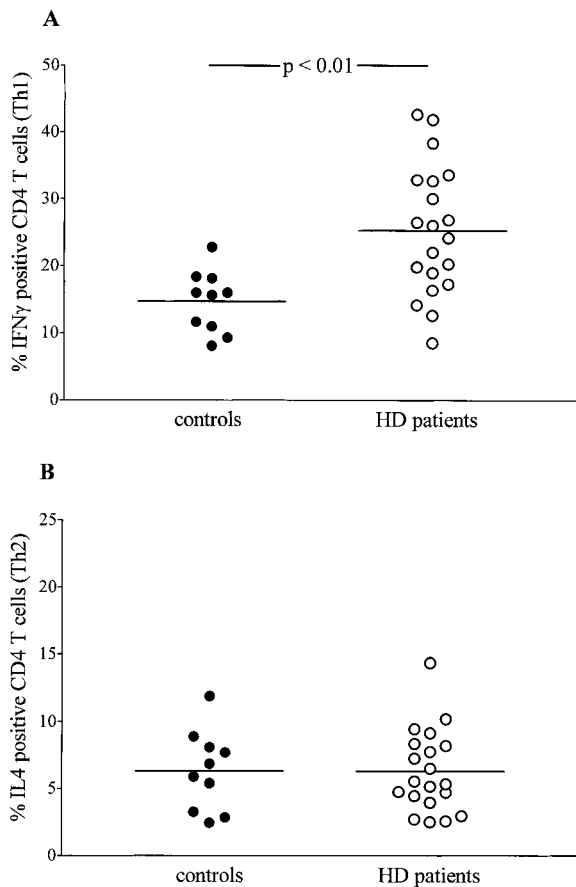 A
p < 0.01
% IFNγ positive CD4 T cells (Th1)
50
40
30
20
10
0
controls HD patients
B
% IL4 positive CD4 T cells (Th2)
25
20
15
10
5
0
controls HD patients